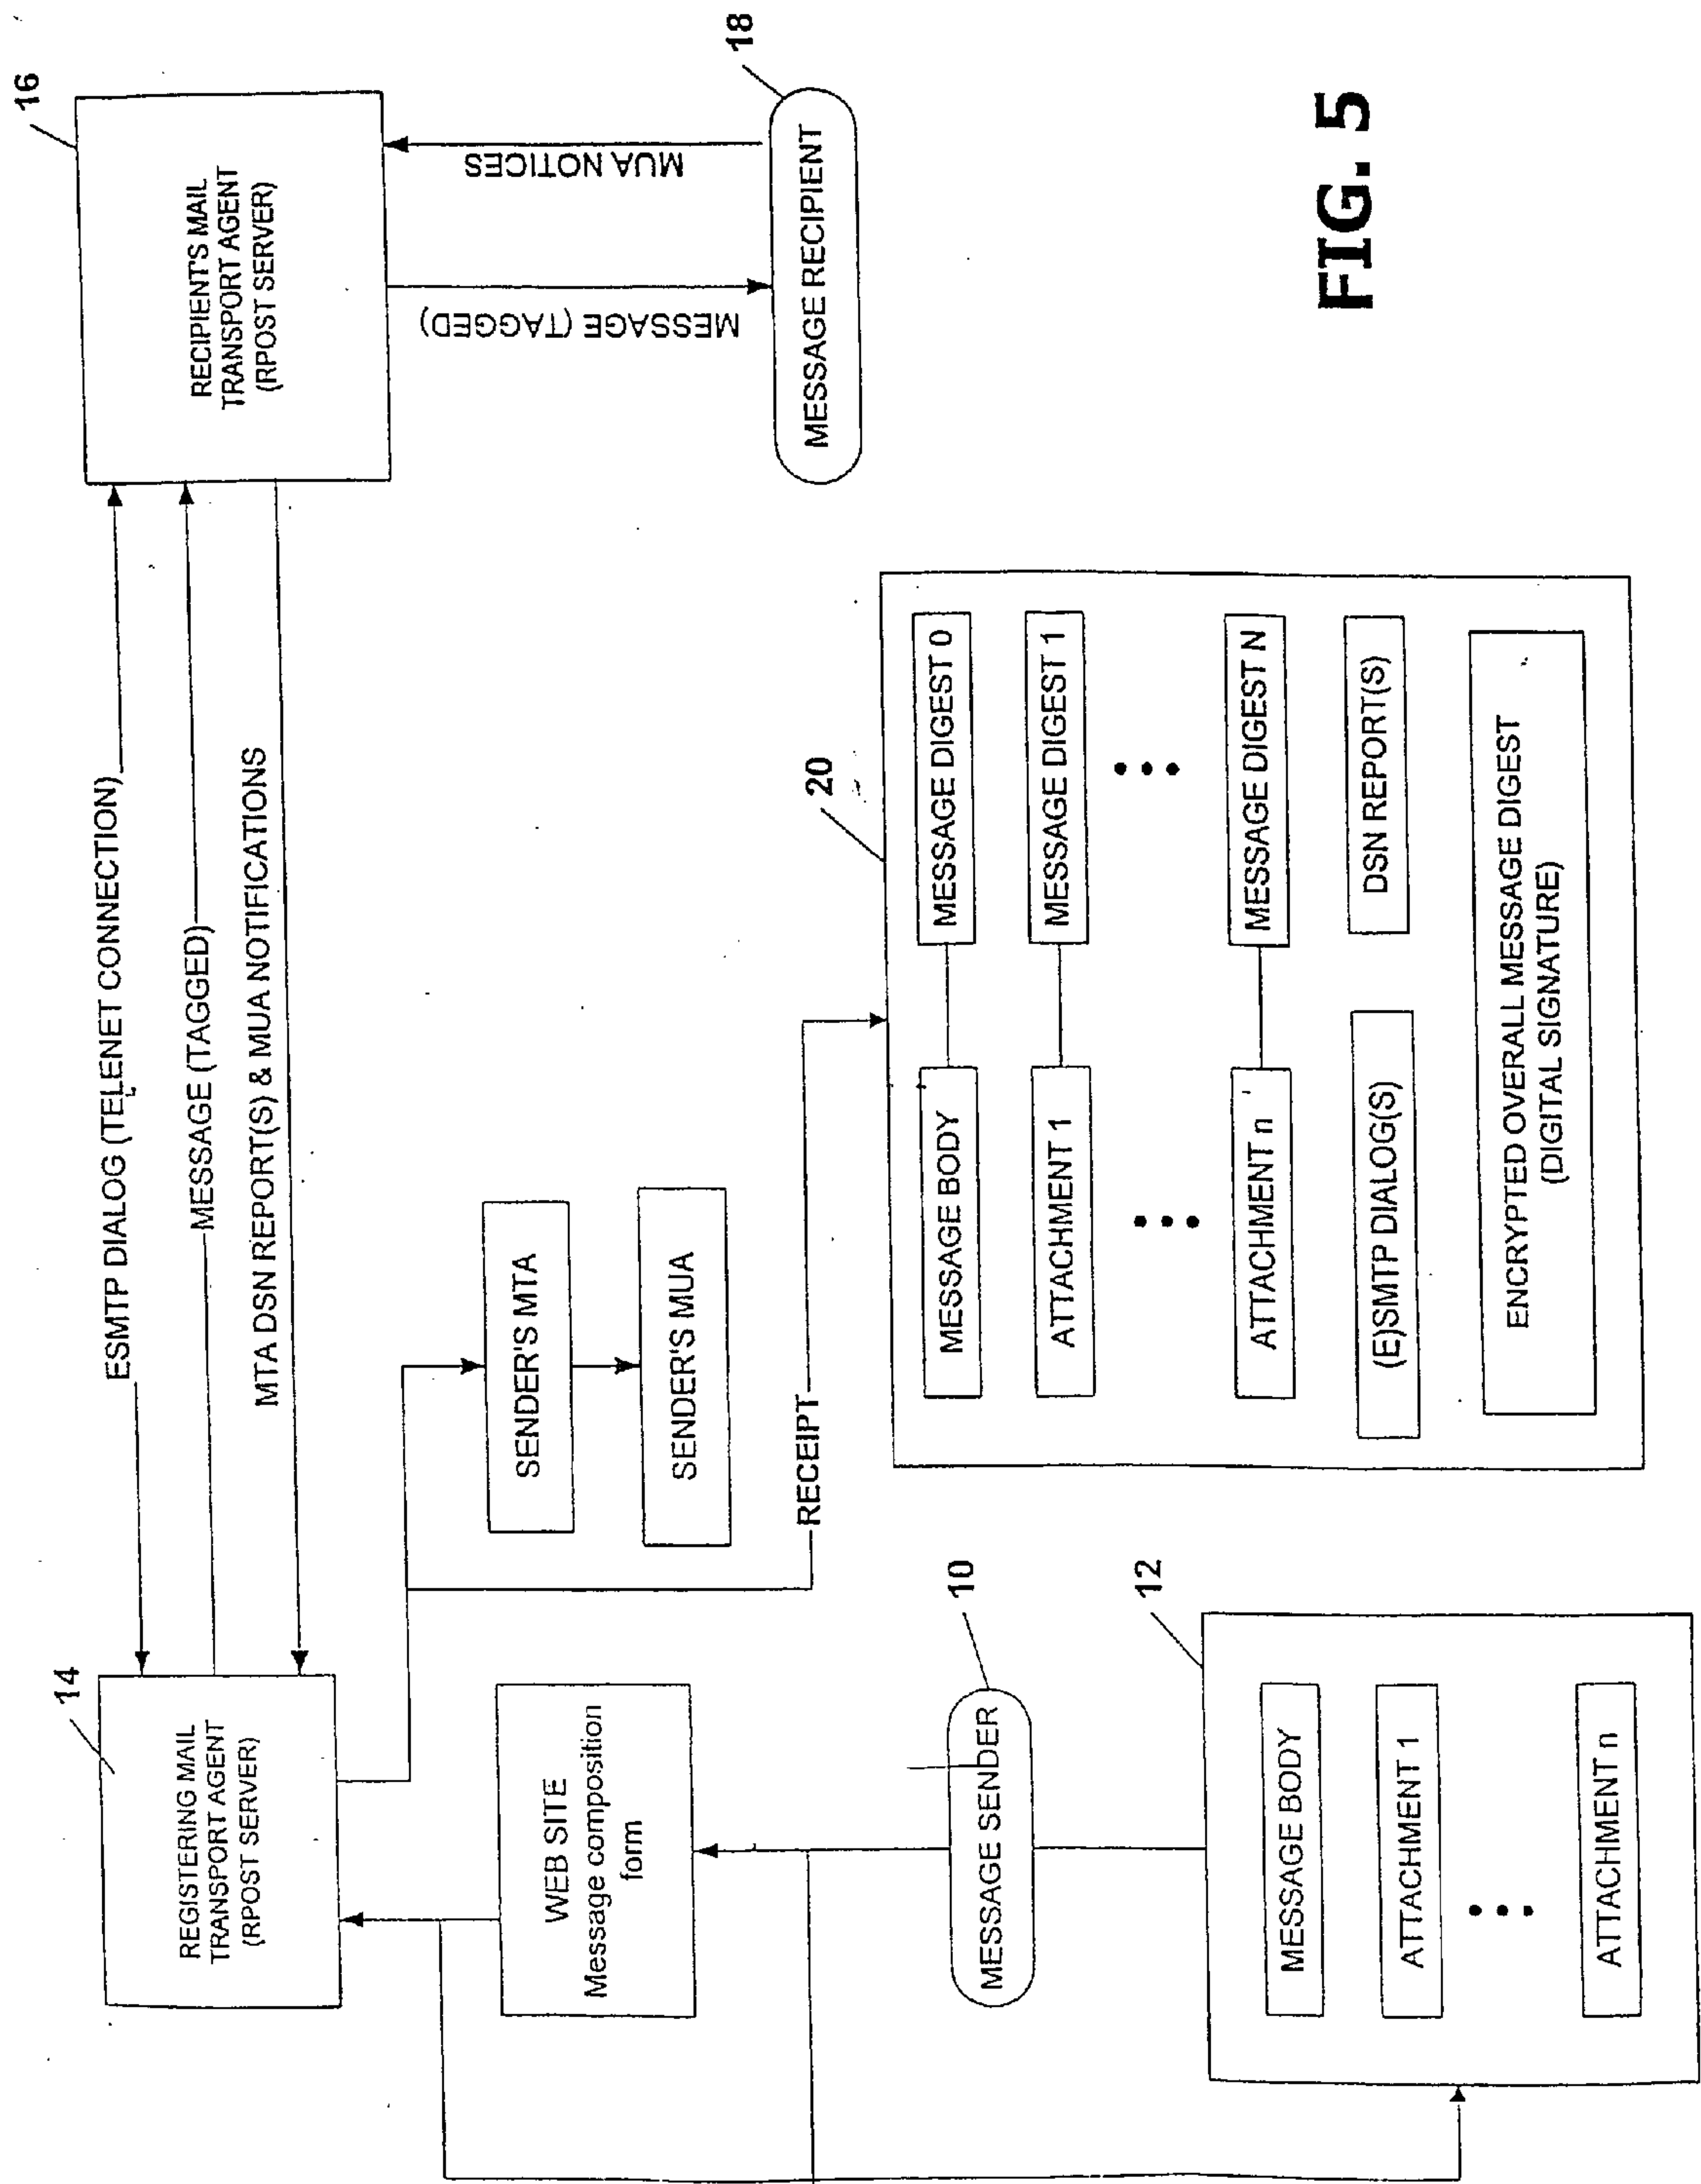 14
REGISTERING MAIL
TRANSPORT AGENT
(RPOST SERVER)
ESMTP DIALOG (TELENET CONNECTION)
MESSAGE (TAGGED)
MTA DSN REPORT(S) & MUA NOTIFICATIONS
16
RECIPIENT'S MAIL
TRANSPORT AGENT
(RPOST SERVER)
MESSAGE (TAGGED)
MUA NOTICES
18
MESSAGE RECIPIENT
WEB SITE
Message composition
form
SENDER'S MTA
SENDER'S MUA
RECEIPT
10
MESSAGE SENDER
12
MESSAGE BODY
ATTACHMENT 1
ATTACHMENT n
20
MESSAGE BODY
MESSAGE DIGEST 0
ATTACHMENT 1
MESSAGE DIGEST 1
ATTACHMENT n
MESSAGE DIGEST N
(E)SMTP DIALOG(S)
DSN REPORT(S)
ENCRYPTED OVERALL MESSAGE DIGEST
(DIGITAL SIGNATURE)
FIG. 5